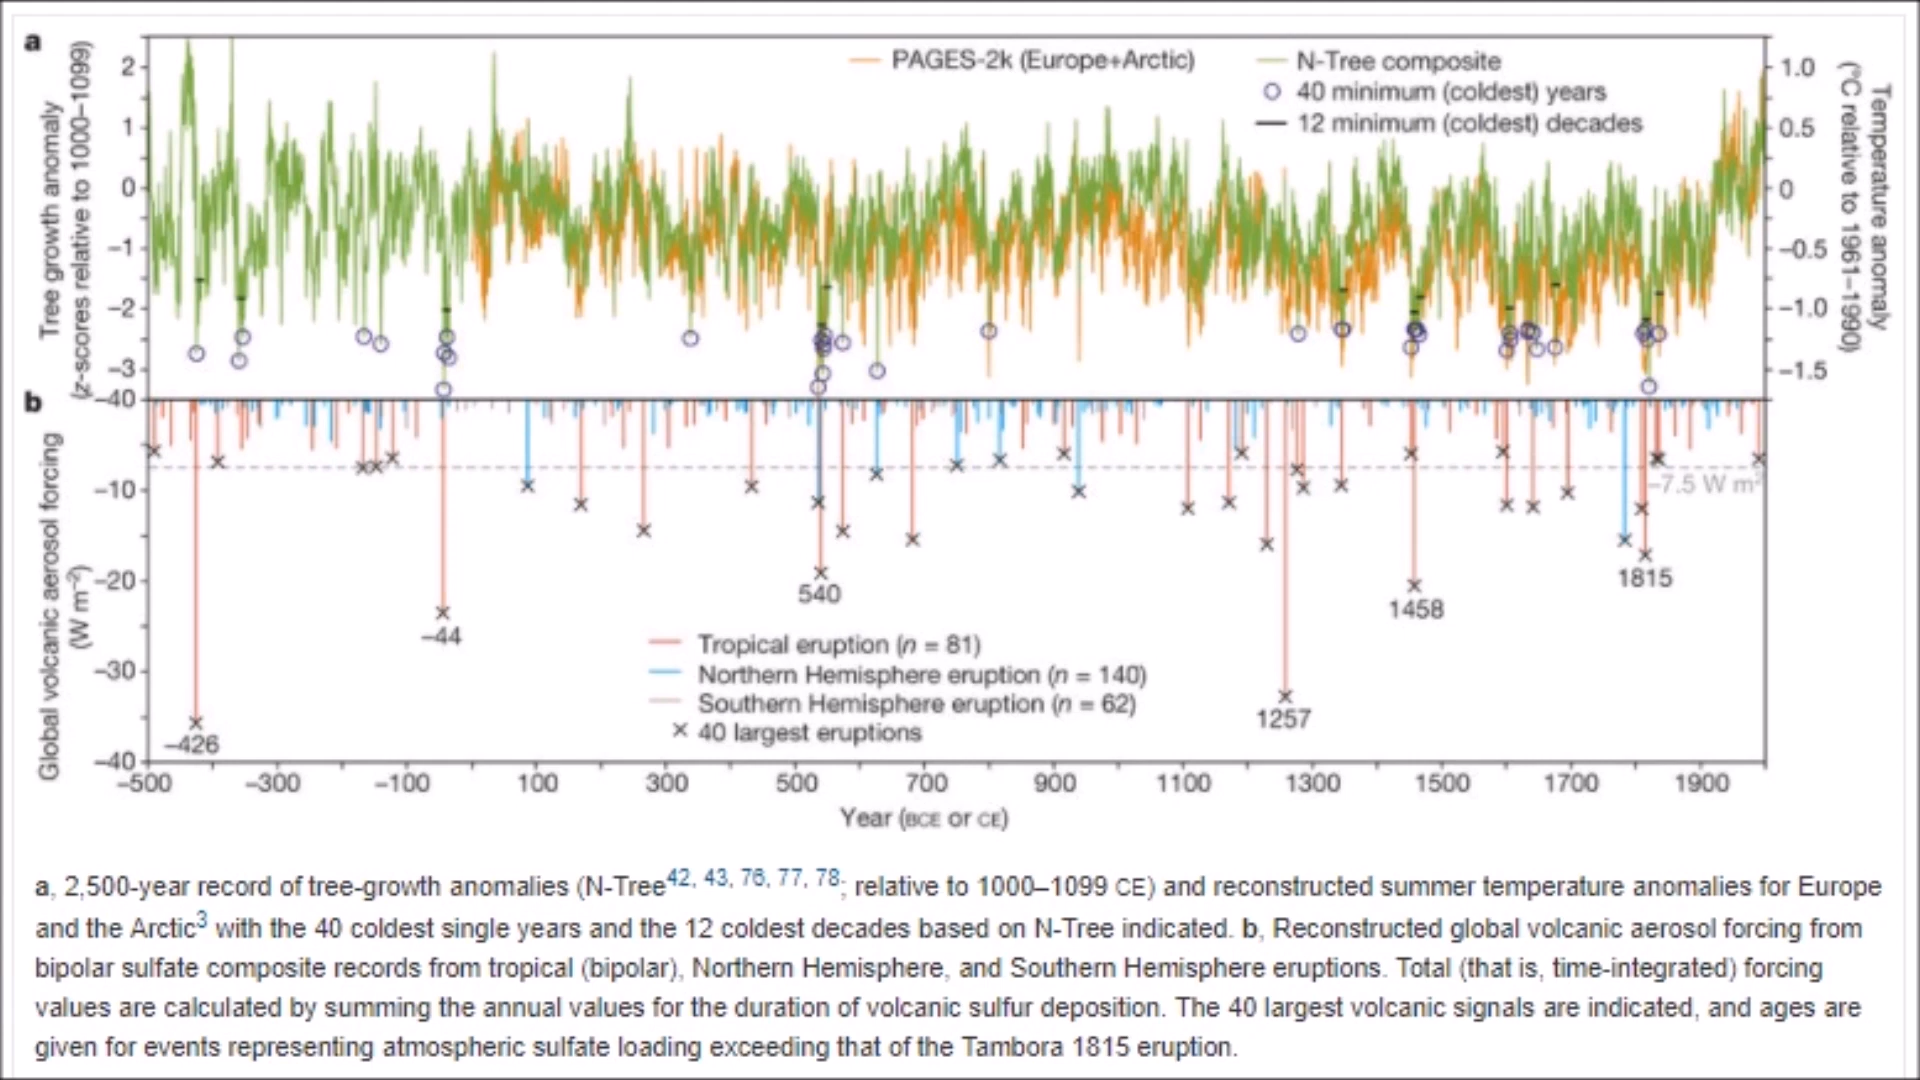 a
PAGES-2k (Europe+Arctic)
N-Tree composite
40 minimum (coldest) years
12 minimum (coldest) decades
Tree growth anomaly
(z-scores relative to 1000–1099)
2
1
0
–1
–2
–3
1.0
0.5
0
–0.5
–1.0
–1.5
Temperature anomaly
(°C relative to 1961–1990)
b
–40
–10
–20
–30
–40
Global volcanic aerosol forcing
(W m–2)
–7.5 W m2
–426
–44
540
1257
1458
1815
Tropical eruption (n = 81)
Northern Hemisphere eruption (n = 140)
Southern Hemisphere eruption (n = 62)
40 largest eruptions
–500 –300 –100 100 300 500 700 900 1100 1300 1500 1700 1900
Year (BCE or CE)
a, 2,500-year record of tree-growth anomalies (N-Tree42, 43, 76, 77, 78; relative to 1000–1099 CE) and reconstructed summer temperature anomalies for Europe
and the Arctic3 with the 40 coldest single years and the 12 coldest decades based on N-Tree indicated. b, Reconstructed global volcanic aerosol forcing from
bipolar sulfate composite records from tropical (bipolar), Northern Hemisphere, and Southern Hemisphere eruptions. Total (that is, time-integrated) forcing
values are calculated by summing the annual values for the duration of volcanic sulfur deposition. The 40 largest volcanic signals are indicated, and ages are
given for events representing atmospheric sulfate loading exceeding that of the Tambora 1815 eruption.